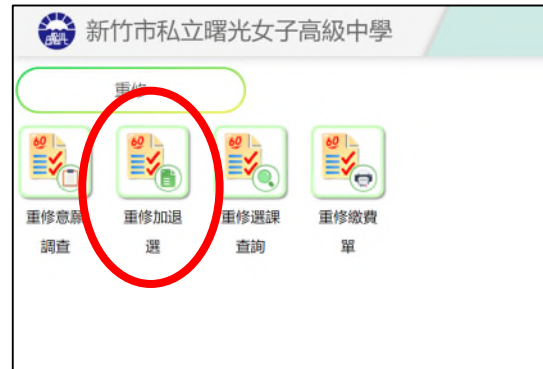 新竹市私立曙光女子高級中學
重修
重修意願 重修加退 重修選課 重修繳費
調查 選 查詢 單